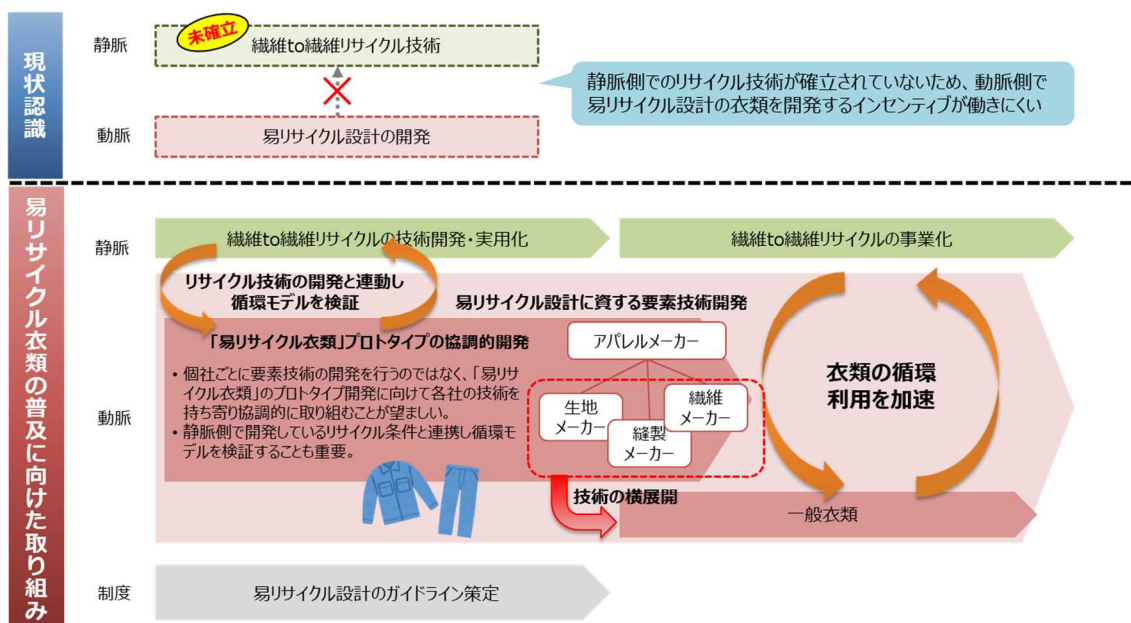 現状認識
静脈
未確立
繊維to繊維リサイクル技術
静脈側でのリサイクル技術が確立されていないため、動脈側で
易リサイクル設計の衣類を開発するインセンティブが働きにくい
動脈
易リサイクル設計の開発
易リサイクル衣類の普及に向けた取り組み
静脈
繊維to繊維リサイクルの技術開発・実用化
繊維to繊維リサイクルの事業化
リサイクル技術の開発と連動し
循環モデルを検証
易リサイクル設計に資する要素技術開発
「易リサイクル衣類」プロトタイプの協調的開発
アパレルメーカー
動脈
• 個社ごとに要素技術の開発を行うのではなく、「易リ
サイクル衣類」のプロトタイプ開発に向けて各社の技術を
持ち寄り協調的に取り組むことが望ましい。
• 静脈側で開発しているリサイクル条件と連携し循環モ
デルを検証することも重要。
生地
メーカー
縫製
メーカー
繊維
メーカー
衣類の循環
利用を加速
技術の横展開
一般衣類
制度
易リサイクル設計のガイドライン策定